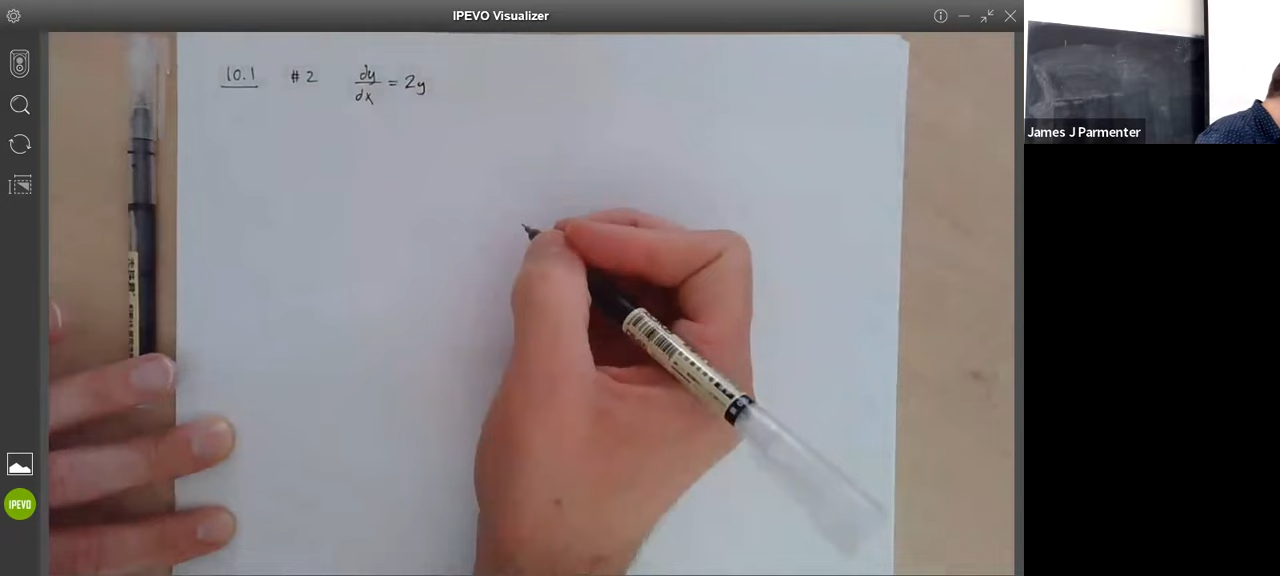 IPEVO Visualizer
10.1 #2 dy/dx = 2y
James J Parmenter
IPEVO